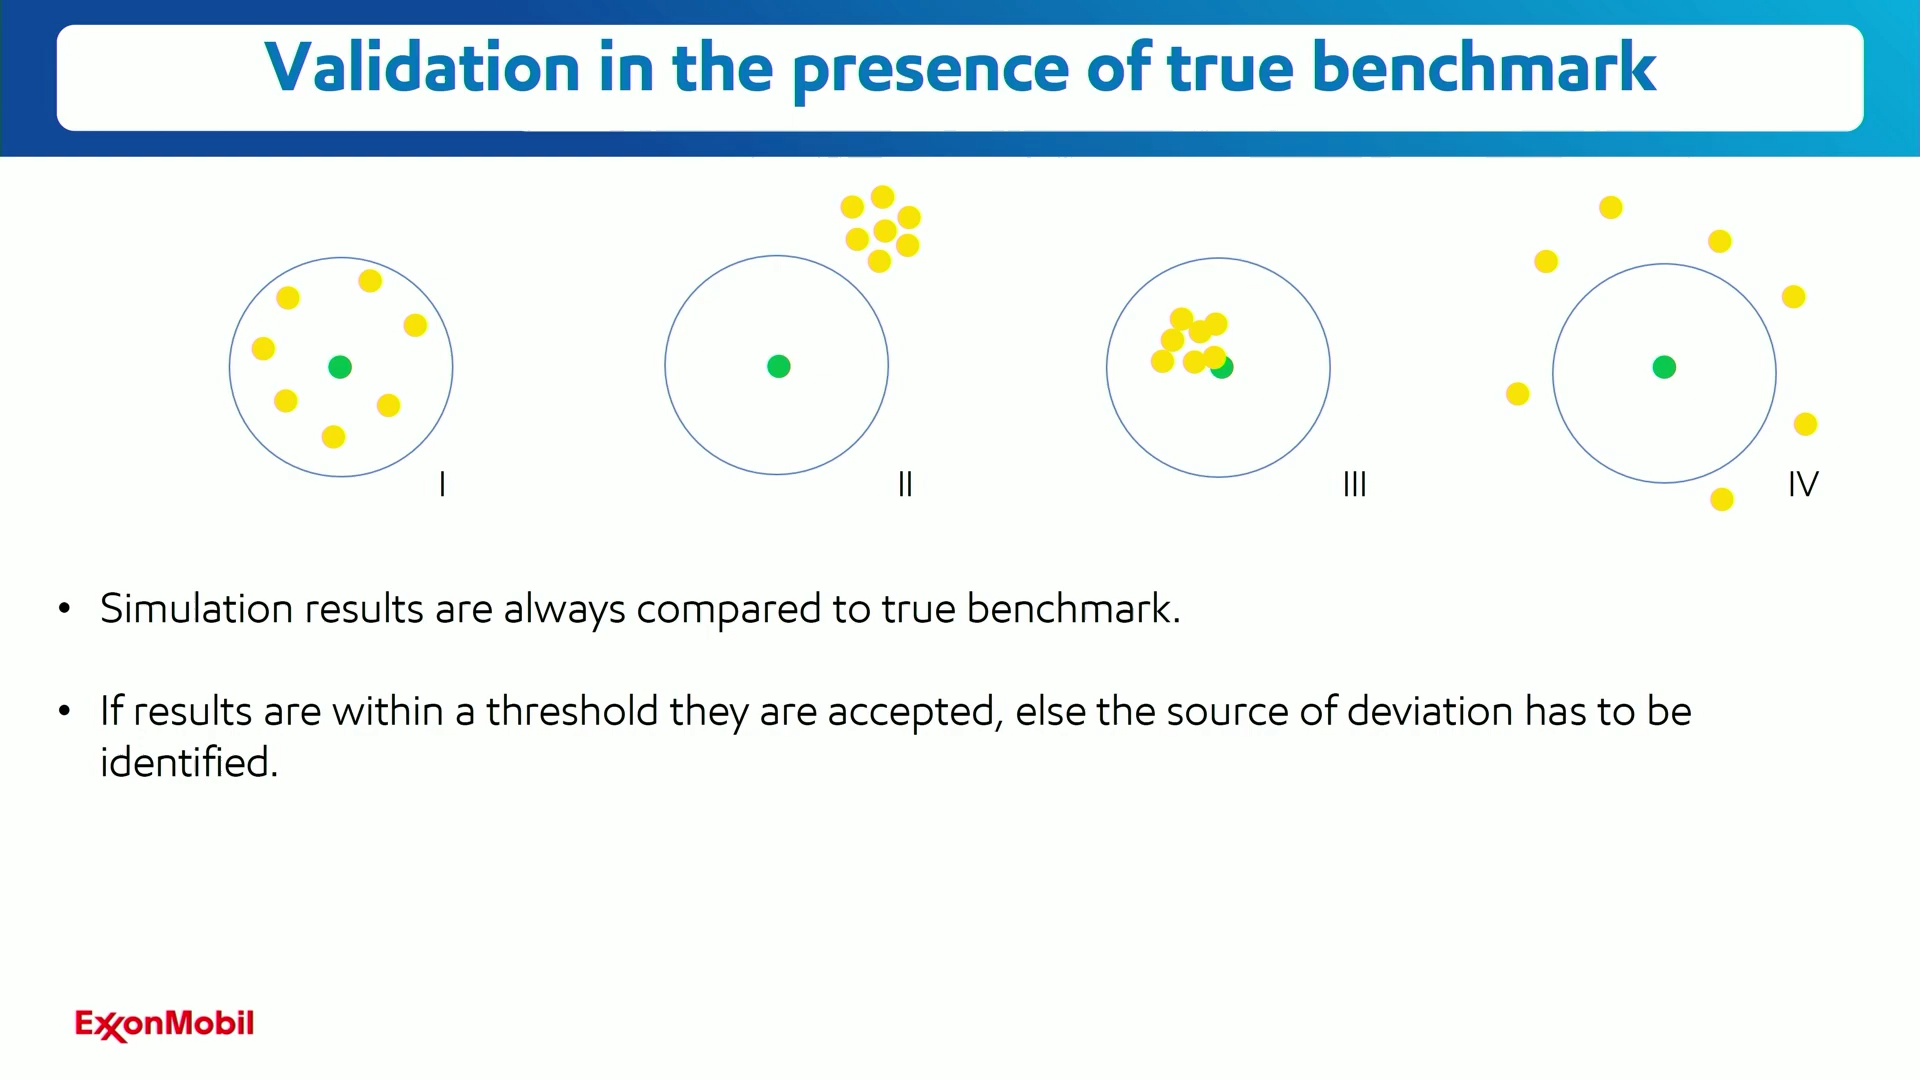 Validation in the presence of true benchmark
I
II
III
IV
• Simulation results are always compared to true benchmark.
• If results are within a threshold they are accepted, else the source of deviation has to be
identified.
ExxonMobil